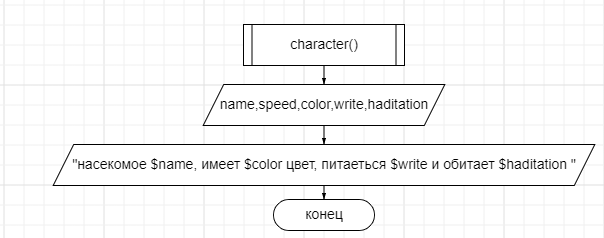 character()
name,speed,color,write,haditation
"насекомое $name, имеет $color цвет, питаеться $write и обитает $haditation "
конец